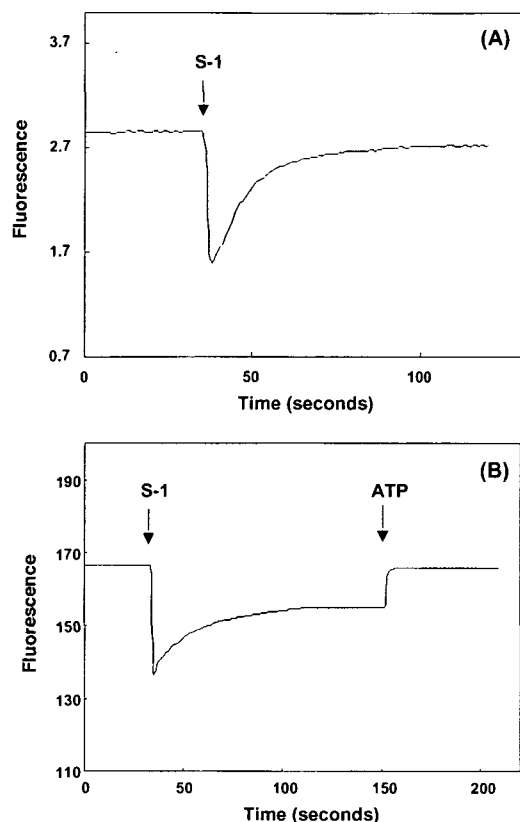 (A)
3.7
S-1
2.7
Fluorescence
1.7
0.7
0 50 100
Time (seconds)
(B)
190
S-1 ATP
170
Fluorescence
150
130
110
0 50 100 150 200
Time (seconds)